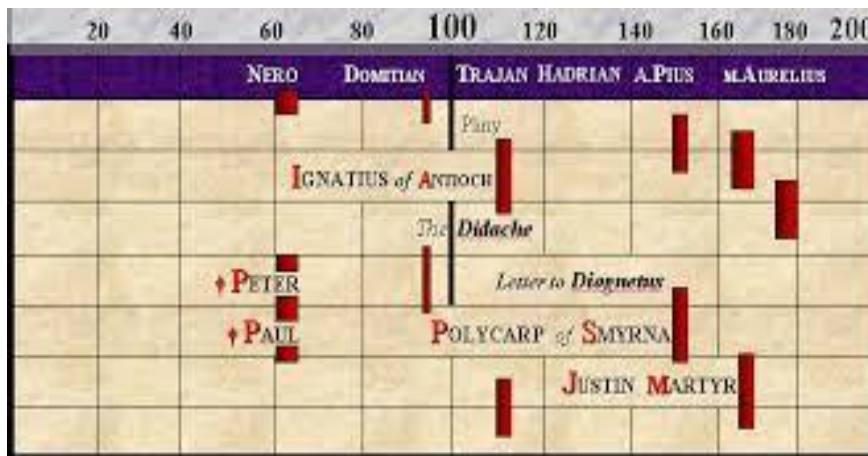 20 40 60 80 100 120 140 160 180 200
NERO DOMITIAN TRAJAN HADRIAN A.PIUS M.AURELIUS
Pliny
IGNATIUS of ANTIOCH
The Didache
PETER Letter to Diognetus
PAUL POLYCARP of SMYRNA
JUSTIN MARTYR